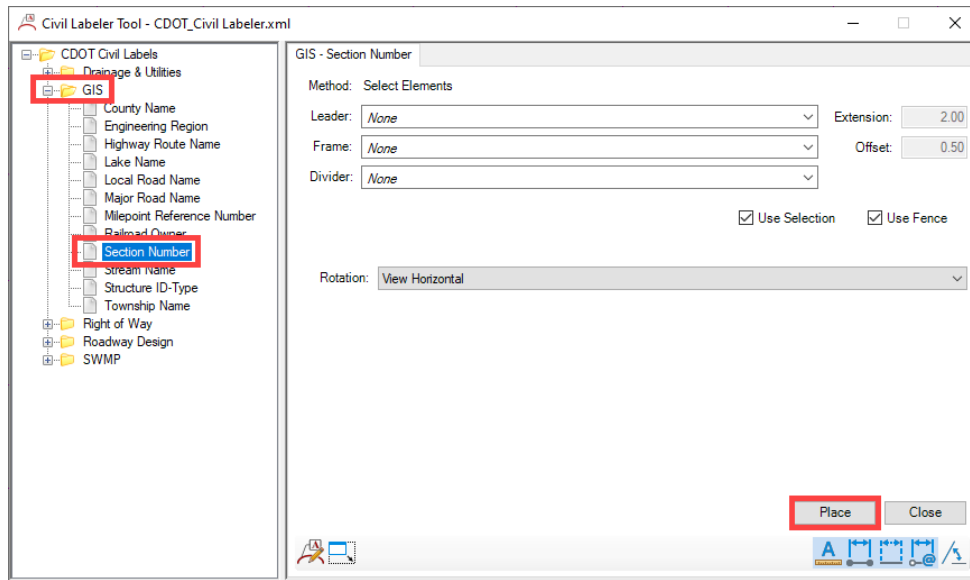 Civil Labeler Tool - CDOT_Civil Labeler.xml
CDOT Civil Labels
Drainage & Utilities
GIS
County Name
Engineering Region
Highway Route Name
Lake Name
Local Road Name
Major Road Name
Milepoint Reference Number
Railroad Owner
Section Number
Stream Name
Structure ID-Type
Township Name
Right of Way
Roadway Design
SWMP
GIS - Section Number
Method: Select Elements
Leader: None Extension: 2.00
Frame: None Offset: 0.50
Divider: None
Use Selection Use Fence
Rotation: View Horizontal
Place Close
A A
@